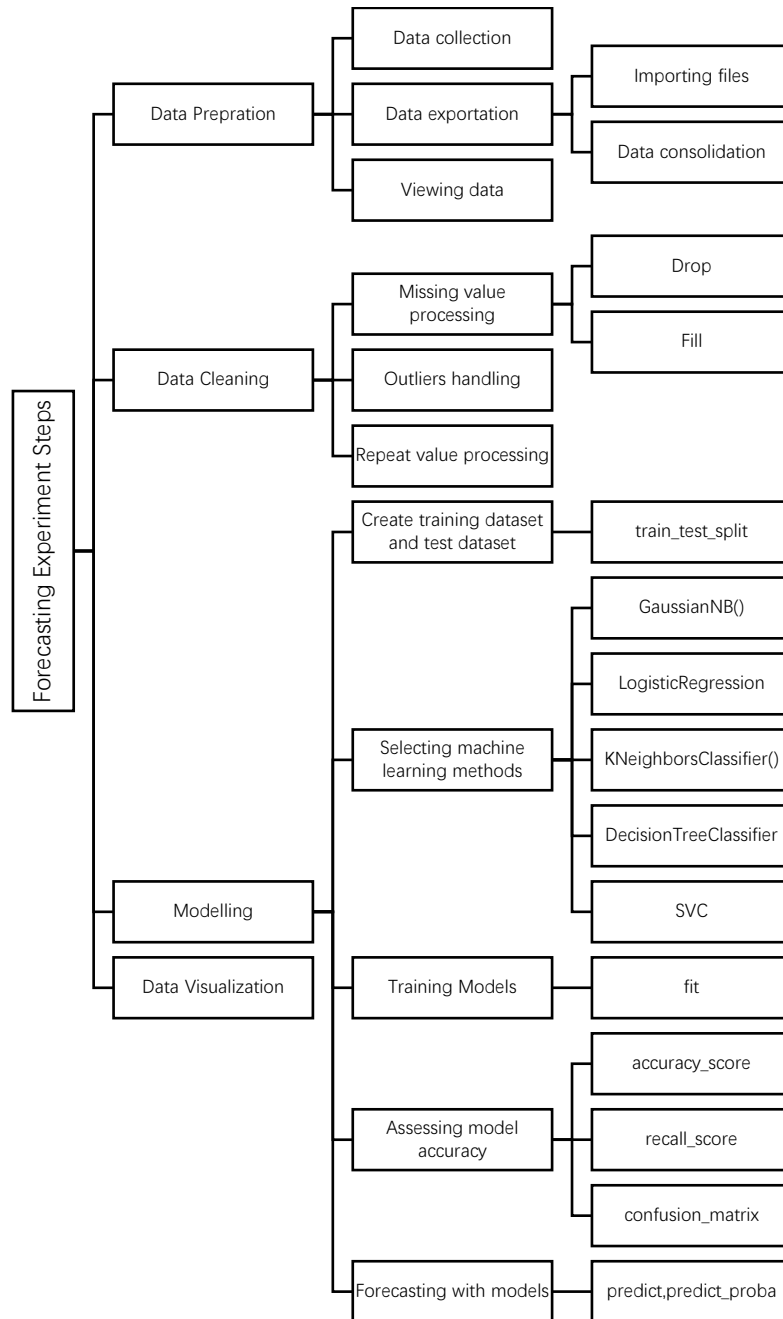 Forecasting Experiment Steps
Data Prepration
Data collection
Data exportation
Importing files
Data consolidation
Viewing data
Data Cleaning
Missing value
processing
Drop
Fill
Outliers handling
Repeat value processing
Modelling
Create training dataset
and test dataset
train_test_split
Selecting machine
learning methods
GaussianNB()
LogisticRegression
KNeighborsClassifier()
DecisionTreeClassifier
SVC
Training Models
fit
Assessing model
accuracy
accuracy_score
recall_score
confusion_matrix
Forecasting with models
predict,predict_proba
Data Visualization